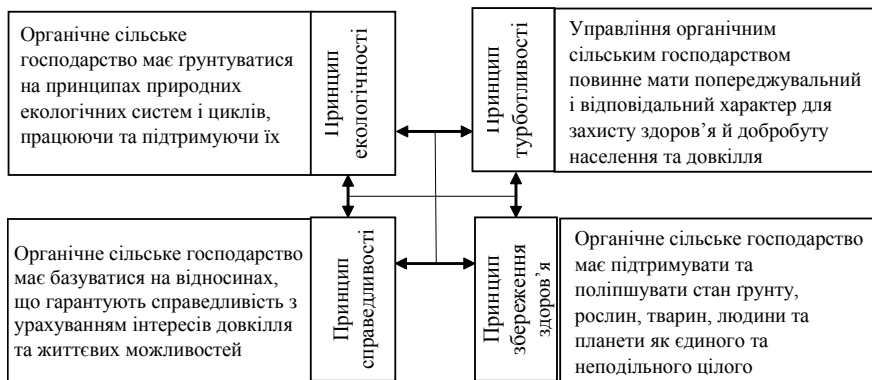 Органічне сільське
господарство має ґрунтуватися
на принципах природних
екологічних систем і циклів,
працюючи та підтримуючи їх
Принцип
екологічності
Принцип
турботливості
Управління органічним
сільським господарством
повинне мати попереджувальний
і відповідальний характер для
захисту здоров’я й добробуту
населення та довкілля
Органічне сільське господарство
має базуватися на відносинах,
що гарантують справедливість з
урахуванням інтересів довкілля
та життєвих можливостей
Принцип
справедливості
Принцип
збереження
здоров’я
Органічне сільське господарство
має підтримувати та
поліпшувати стан ґрунту,
рослин, тварин, людини та
планети як єдиного та
неподільного цілого